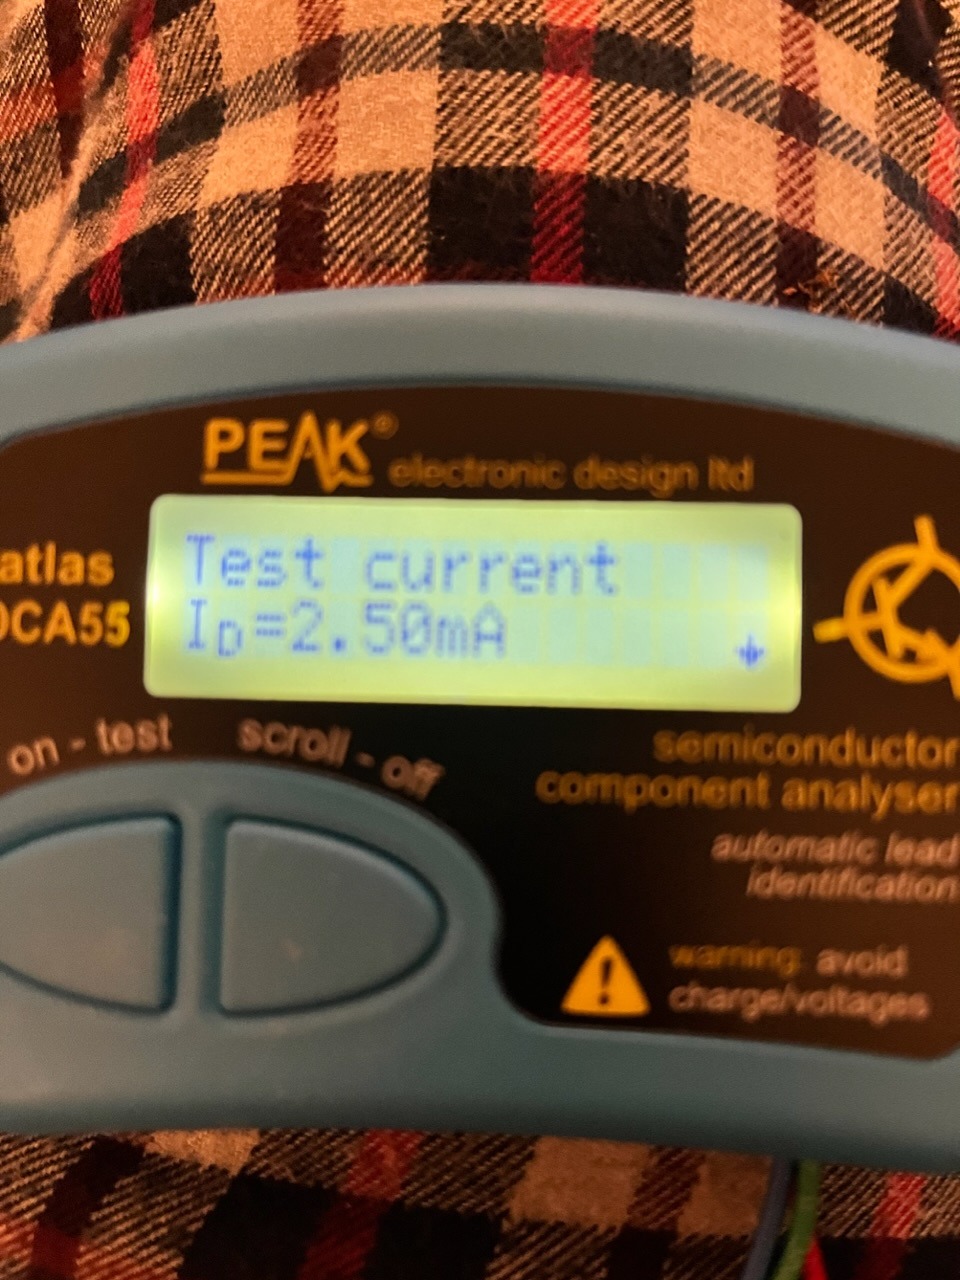 PEAK®
electronic design ltd
atlas
DCA55
Test current
ID=2.50mA
on - test
scroll - off
semiconductor
component analyser
automatic lead
identification
warning: avoid
charge/voltages